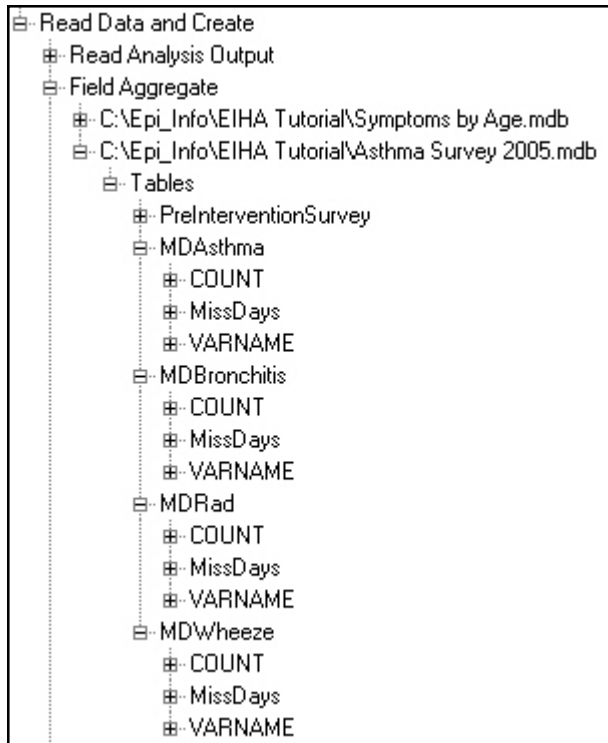 Read Data and Create
Read Analysis Output
Field Aggregate
C:\Epi_Info\EIHA Tutorial\Symptoms by Age.mdb
C:\Epi_Info\EIHA Tutorial\Asthma Survey 2005.mdb
Tables
PreInterventionSurvey
MDAsthma
COUNT
MissDays
VARNAME
MDBronchitis
COUNT
MissDays
VARNAME
MDRad
COUNT
MissDays
VARNAME
MDWheeze
COUNT
MissDays
VARNAME